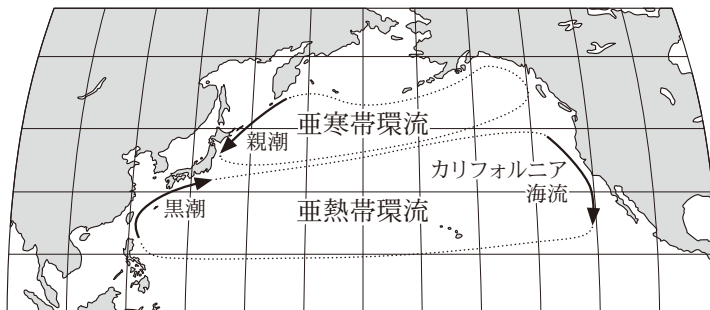 亜寒帯環流
親潮
カリフォルニア
海流
黒潮
亜熱帯環流